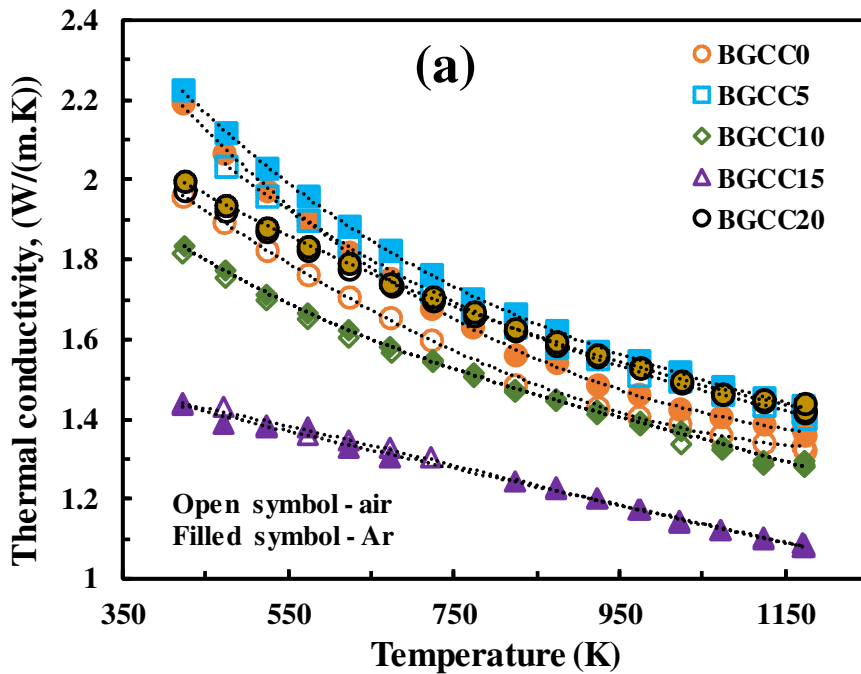 (a)
BGCC0
BGCC5
BGCC10
BGCC15
BGCC20
2.4
2.2
2
1.8
1.6
1.4
1.2
1
Thermal conductivity, (W/(m.K))
Open symbol - air
Filled symbol - Ar
350
550
750
950
1150
Temperature (K)